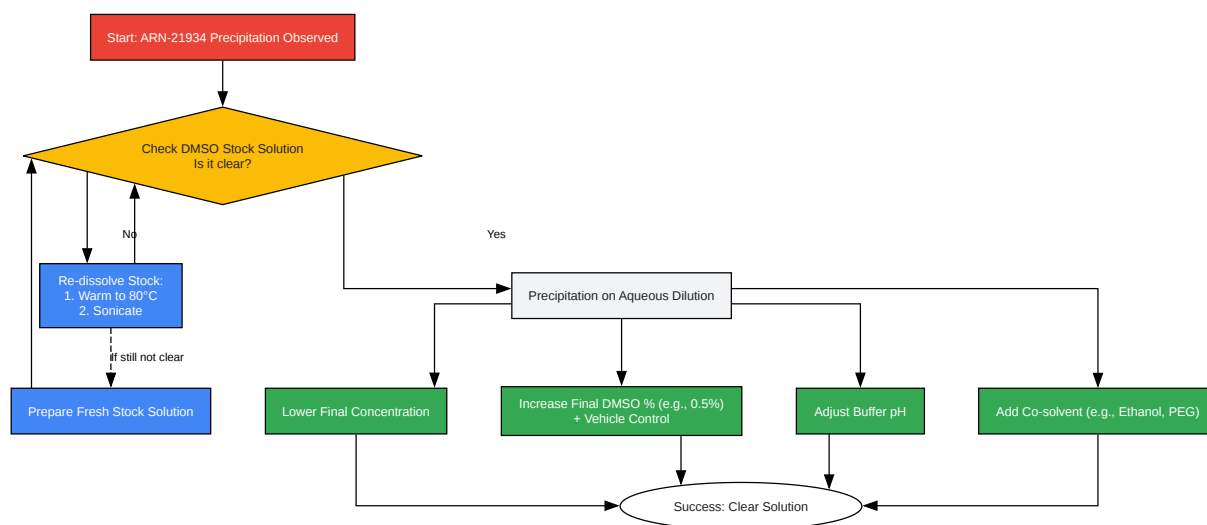 Start: ARN-21934 Precipitation Observed
Check DMSO Stock Solution
Is it clear?
No
Yes
Re-dissolve Stock:
1. Warm to 80°C
2. Sonicate
Precipitation on Aqueous Dilution
If still not clear
Prepare Fresh Stock Solution
Lower Final Concentration
Increase Final DMSO % (e.g., 0.5%)
+ Vehicle Control
Adjust Buffer pH
Add Co-solvent (e.g., Ethanol, PEG)
Success: Clear Solution